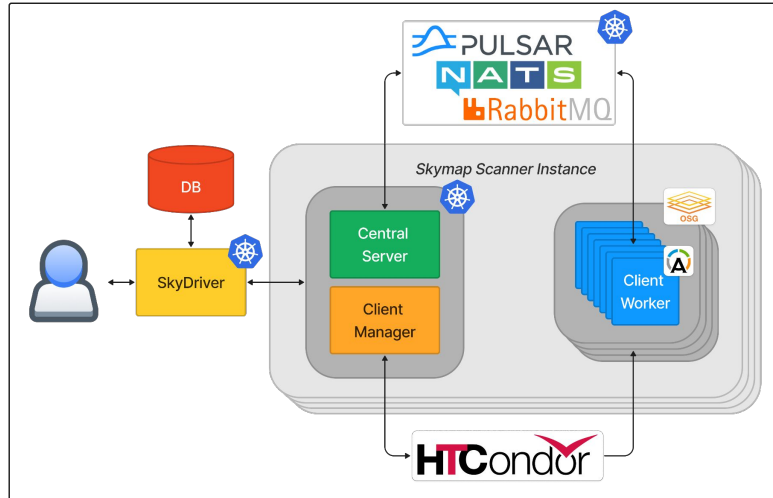 PULSAR
NATS
RabbitMQ
Skymap Scanner Instance
DB
OSG
Central
Server
SkyDriver
Client
Worker
A
Client
Manager
HTCondor